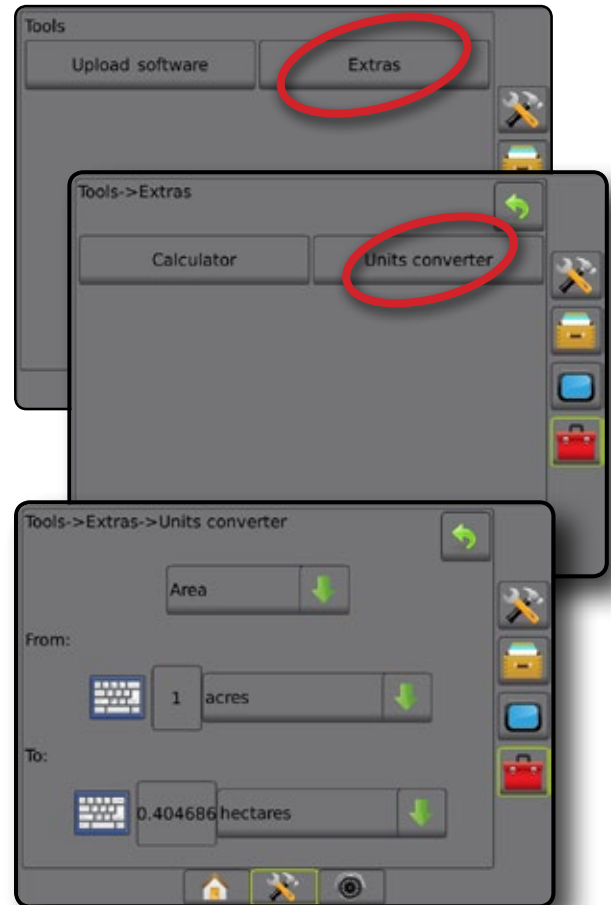 Tools
Upload software Extras
Tools->Extras
Calculator Units converter
Tools->Extras->Units converter
Area
From:
1 acres
To:
0.404686 hectares